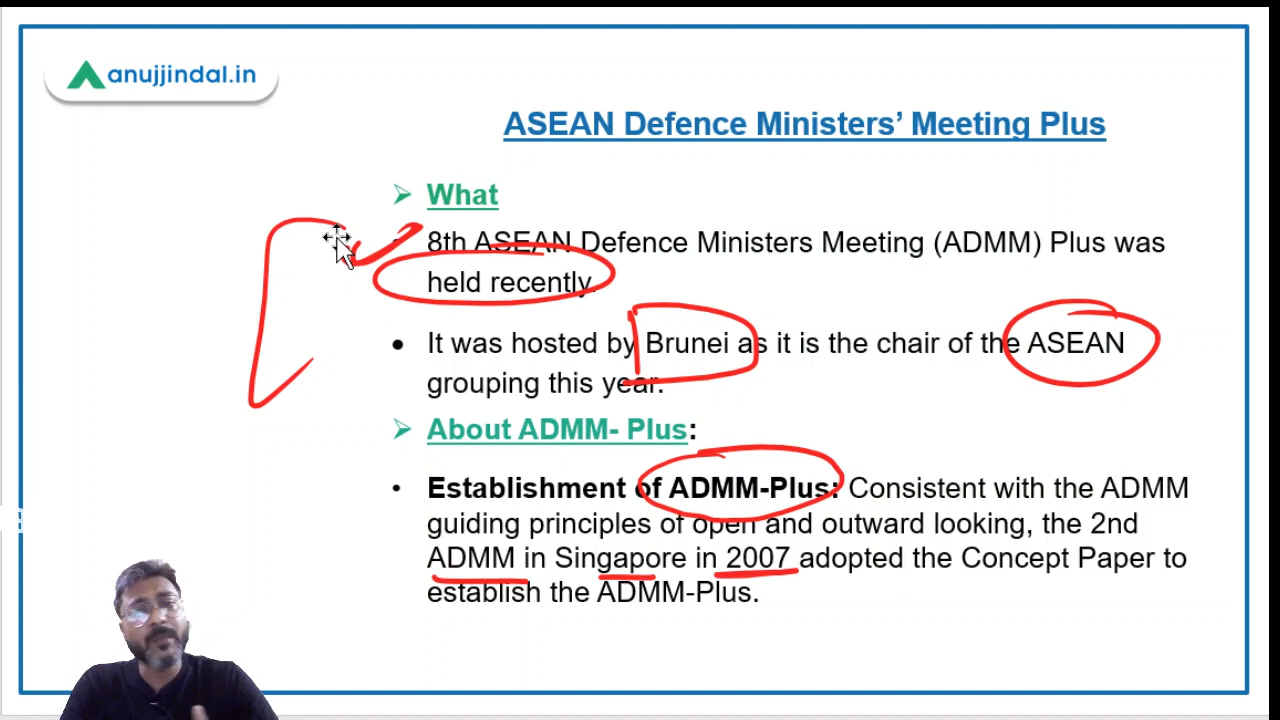 anujjindal.in
ASEAN Defence Ministers’ Meeting Plus
➢ What
• 8th ASEAN Defence Ministers Meeting (ADMM) Plus was
held recently.
• It was hosted by Brunei as it is the chair of the ASEAN
grouping this year.
➢ About ADMM- Plus:
• Establishment of ADMM-Plus: Consistent with the ADMM
guiding principles of open and outward looking, the 2nd
ADMM in Singapore in 2007 adopted the Concept Paper to
establish the ADMM-Plus.